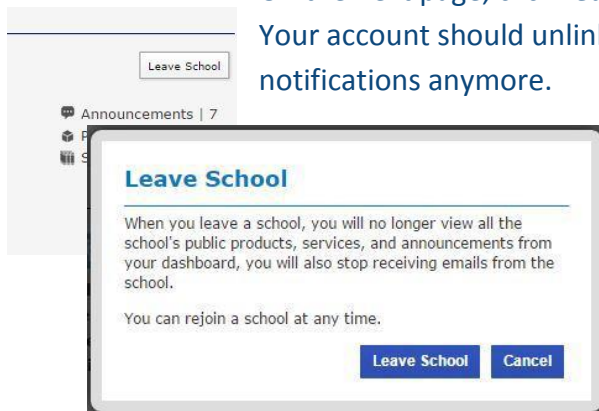 Your account should unlin
notifications anymore.
Leave School
Announcements | 7
Leave School
When you leave a school, you will no longer view all the
school's public products, services, and announcements from
your dashboard, you will also stop receiving emails from the
school.
You can rejoin a school at any time.
Leave School Cancel